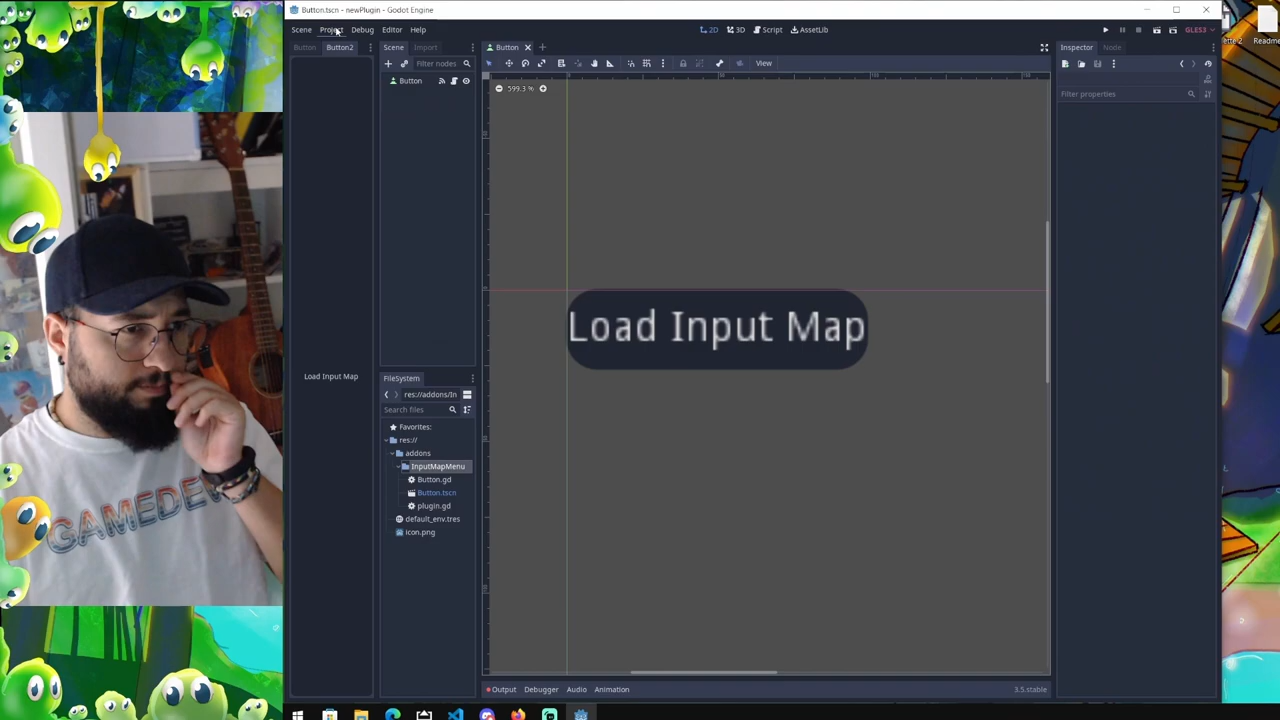 Button.tscn - newPlugin - Godot Engine
Scene Project Debug Editor Help
2D 3D Script AssetLib
GLES3
Button Button2
Scene Import
Button
Inspector Node
Filter nodes
View
Button
599.3 %
Filter properties
Load Input Map
Load Input Map
FileSystem
res://addons/In
Search files
Favorites:
res://
addons
InputMapMenu
Button.gd
Button.tscn
plugin.gd
default_env.tres
icon.png
Output Debugger Audio Animation
3.5.stable
GAMEDEV
Readme